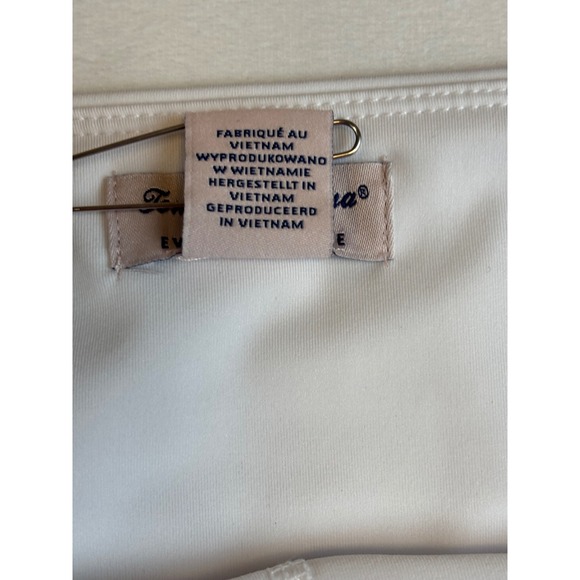 FABRIQUÉ AU
VIETNAM
WYPRODUKOWANO
W WIETNAMIE
HERGESTELLT IN
VIETNAM
GEPRODUCEERD
IN VIETNAM